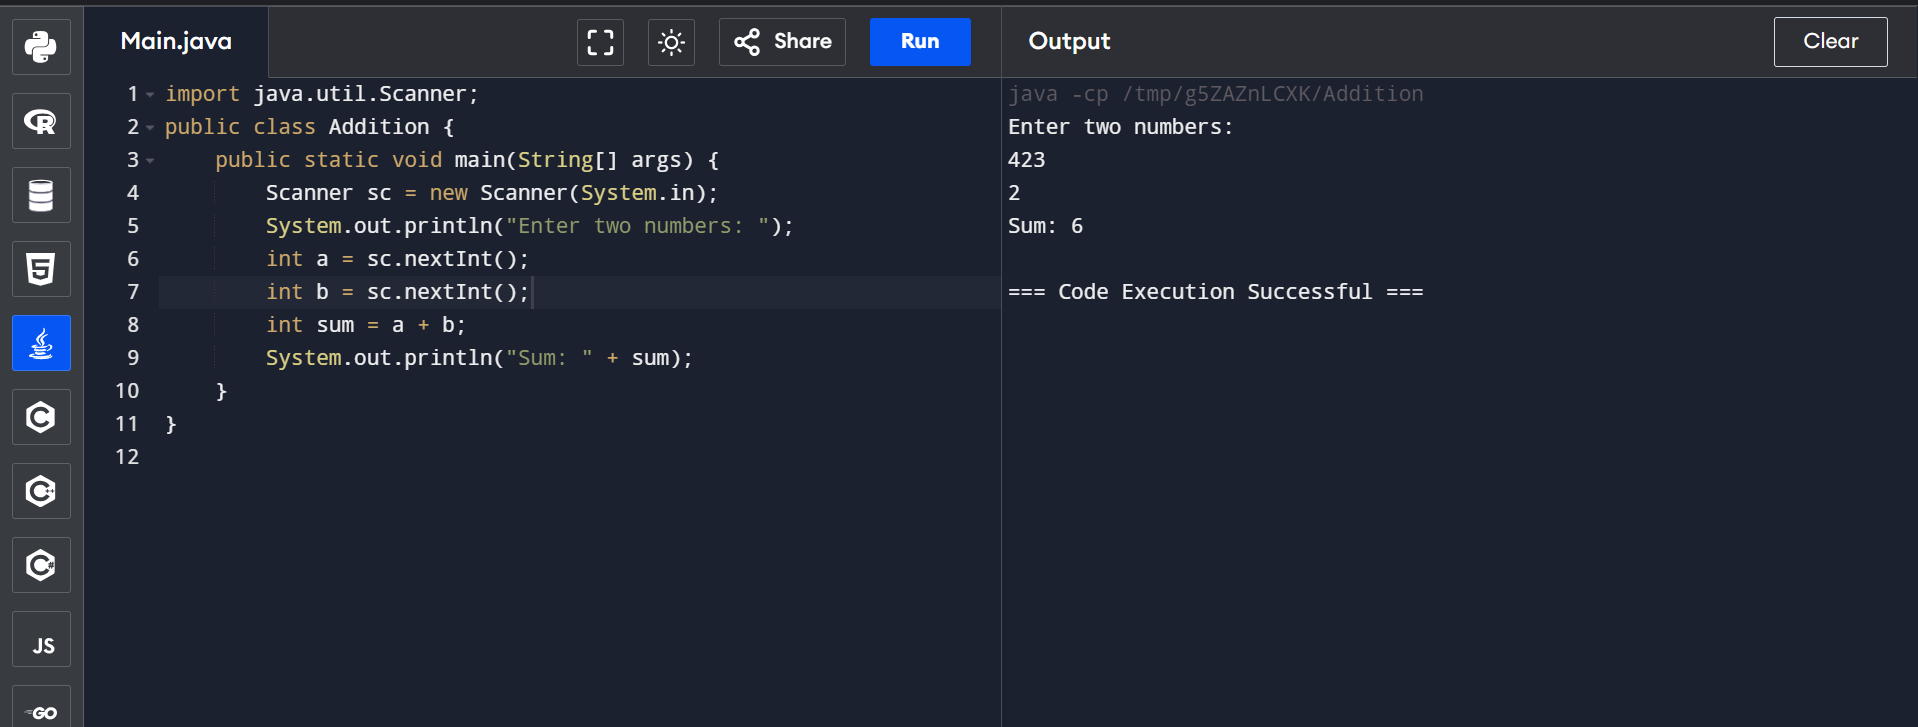 Main.java
Share
Run
Output
Clear
1 import java.util.Scanner;
2 public class Addition {
3     public static void main(String[] args) {
4         Scanner sc = new Scanner(System.in);
5         System.out.println("Enter two numbers: ");
6         int a = sc.nextInt();
7         int b = sc.nextInt();
8         int sum = a + b;
9         System.out.println("Sum: " + sum);
10     }
11 }
12
java -cp /tmp/g5ZAZnLCXK/Addition
Enter two numbers:
423
2
Sum: 6
=== Code Execution Successful ===
R
5
C
C++
C#
JS
GO